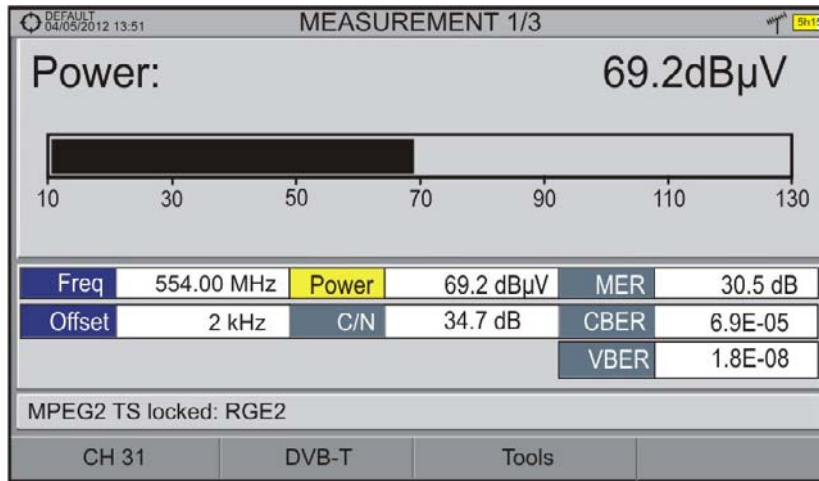 DEFAULT
04/05/2012 13:51
MEASUREMENT 1/3
5h15
Power:
69.2dBµV
10 30 50 70 90 110 130
Freq 554.00 MHz Power 69.2 dBµV MER 30.5 dB
Offset 2 kHz C/N 34.7 dB CBER 6.9E-05
VBER 1.8E-08
MPEG2 TS locked: RGE2
CH 31 DVB-T Tools